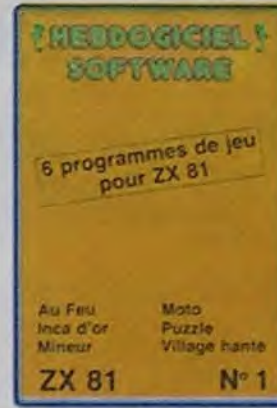 HEBDOGICIEL
SOFTWARE
6 programmes de jeu
pour ZX 81
Au Feu
Inca d'or
Mineur
Moto
Puzzle
Village hanté
ZX 81
N° 1